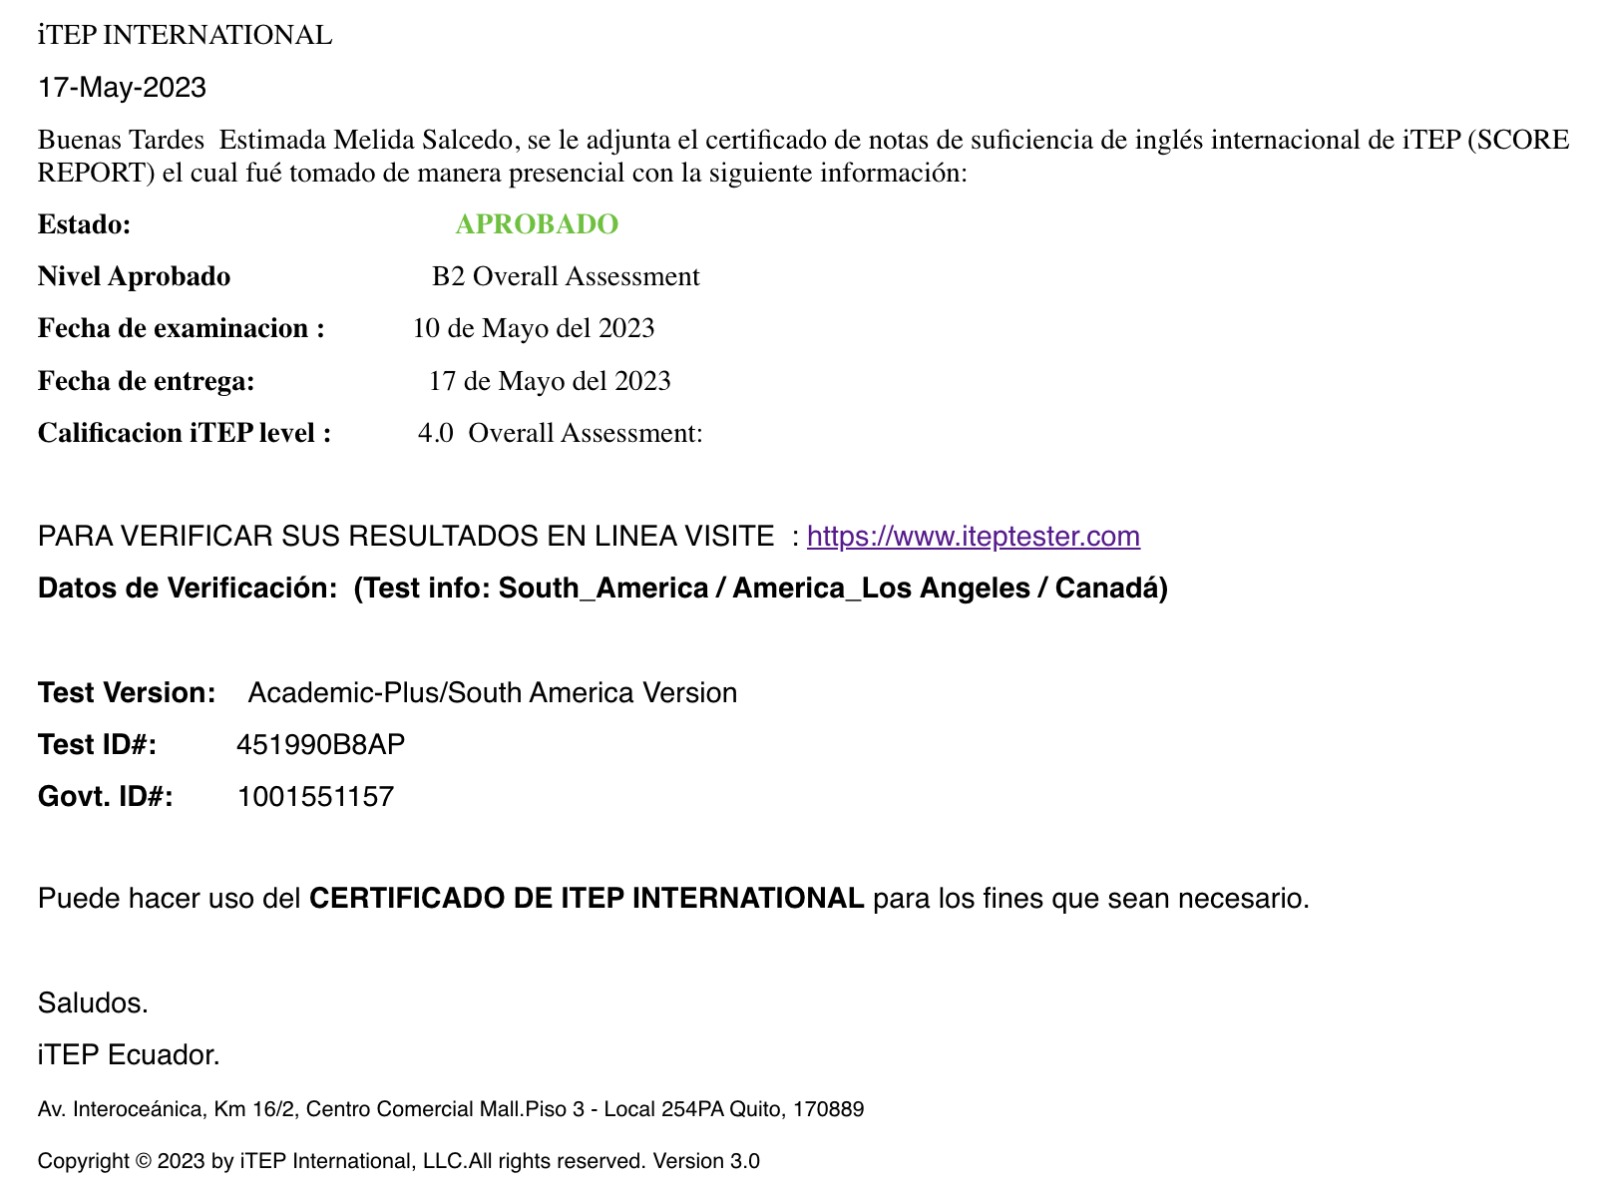 iTEP INTERNATIONAL
17-May-2023
Buenas Tardes  Estimada Melida Salcedo, se le adjunta el certificado de notas de suficiencia de inglés internacional de iTEP (SCORE
REPORT) el cual fué tomado de manera presencial con la siguiente información:
Estado: APROBADO
Nivel Aprobado B2 Overall Assessment
Fecha de examinacion : 10 de Mayo del 2023
Fecha de entrega: 17 de Mayo del 2023
Calificacion iTEP level : 4.0  Overall Assessment:
PARA VERIFICAR SUS RESULTADOS EN LINEA VISITE  : https://www.iteptester.com
Datos de Verificación:  (Test info: South_America / America_Los Angeles / Canadá)
Test Version: Academic-Plus/South America Version
Test ID#: 451990B8AP
Govt. ID#: 1001551157
Puede hacer uso del CERTIFICADO DE ITEP INTERNATIONAL para los fines que sean necesario.
Saludos.
iTEP Ecuador.
Av. Interoceánica, Km 16/2, Centro Comercial Mall.Piso 3 - Local 254PA Quito, 170889
Copyright © 2023 by iTEP International, LLC.All rights reserved. Version 3.0